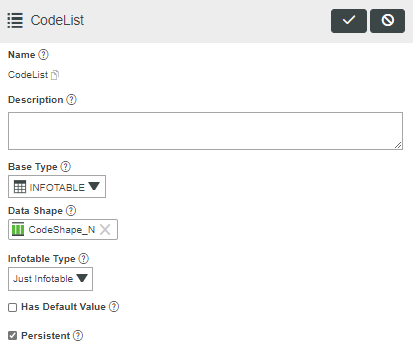 CodeList
Name
CodeList
Description
Base Type
INFOTABLE
Data Shape
CodeShape_N
Infotable Type
Just Infotable
Has Default Value
Persistent